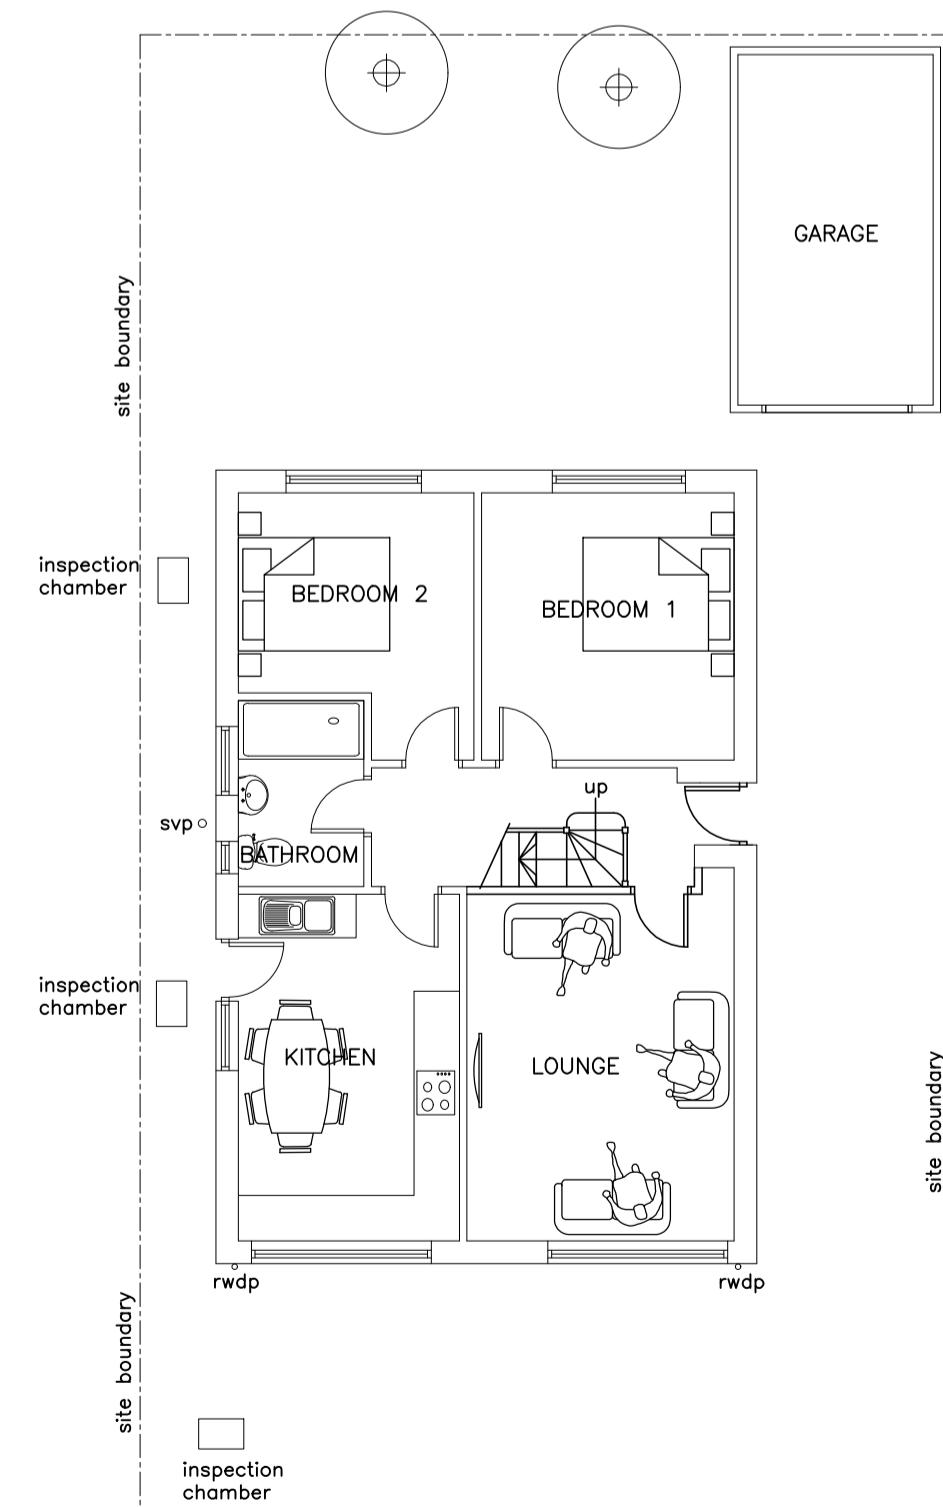 GARAGE
site boundary
inspection
chamber
BEDROOM 2
BEDROOM 1
up
svp
BATHROOM
inspection
chamber
KITCHEN
LOUNGE
site boundary
rwdp
rwdp
site boundary
inspection
chamber